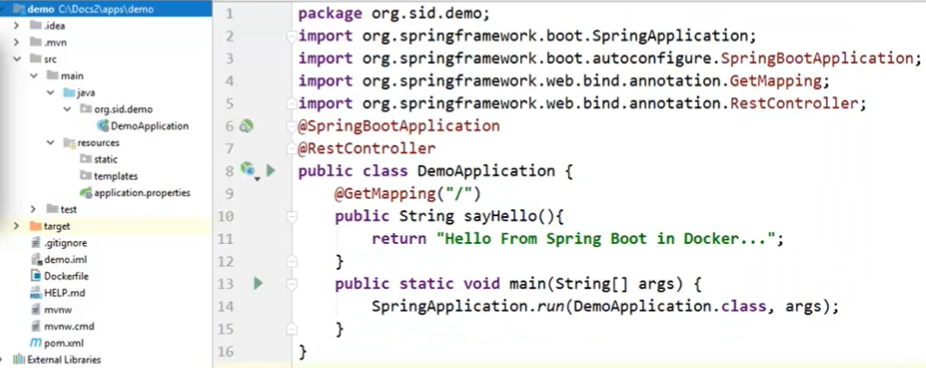 demo C:\Docs2\apps\demo
.idea
.mvn
src
main
java
org.sid.demo
DemoApplication
resources
static
templates
application.properties
test
target
.gitignore
demo.iml
Dockerfile
HELP.md
mvnw
mvnw.cmd
pom.xml
External Libraries
1 package org.sid.demo;
2 import org.springframework.boot.SpringApplication;
3 import org.springframework.boot.autoconfigure.SpringBootApplication;
4 import org.springframework.web.bind.annotation.GetMapping;
5 import org.springframework.web.bind.annotation.RestController;
6 @SpringBootApplication
7 @RestController
8 public class DemoApplication {
9 @GetMapping("/")
10 public String sayHello(){
11 return "Hello From Spring Boot in Docker...";
12 }
13 public static void main(String[] args) {
14 SpringApplication.run(DemoApplication.class, args);
15 }
16 }